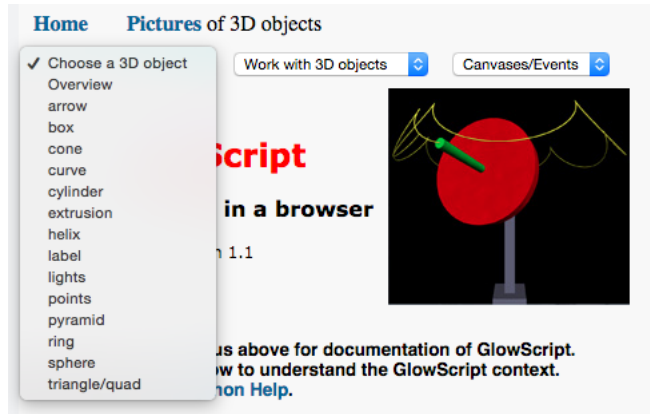 Home Pictures of 3D objects
✓ Choose a 3D object
Work with 3D objects
Canvases/Events
Overview
arrow
box
cone
curve
cylinder
extrusion
helix
label
lights
points
pyramid
ring
sphere
triangle/quad
Script
in a browser
1.1
us above for documentation of GlowScript.
to understand the GlowScript context.
Help.